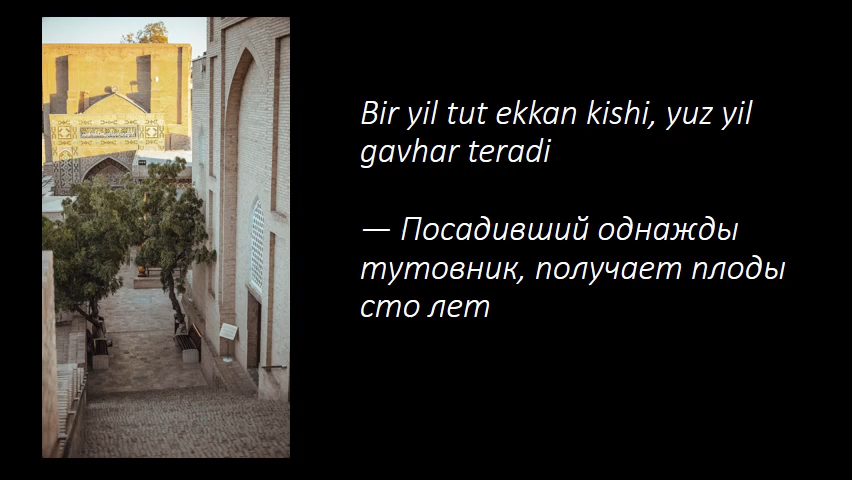 Bir yil tut ekkan kishi, yuz yil
gavhar teradi
— Посадивший однажды
тутовник, получает плоды
сто лет